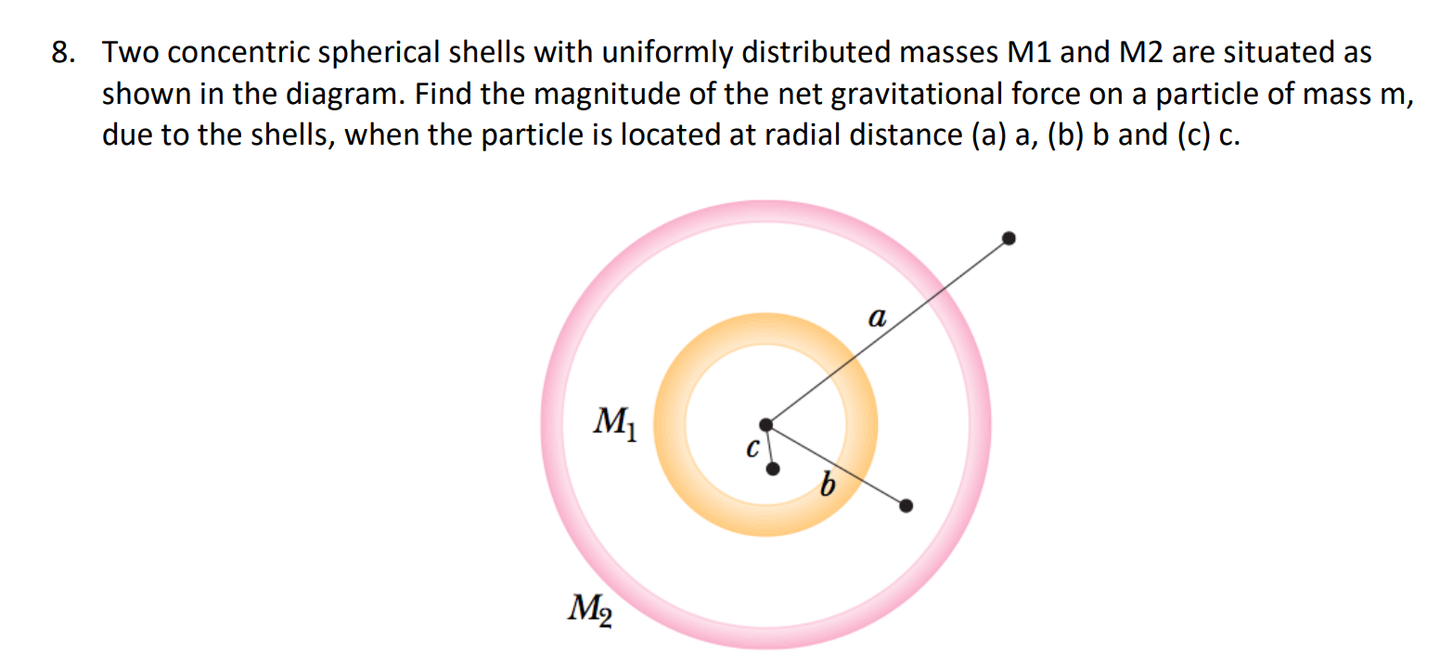 8. Two concentric spherical shells with uniformly distributed masses M1 and M2 are situated as
shown in the diagram. Find the magnitude of the net gravitational force on a particle of mass m,
due to the shells, when the particle is located at radial distance (a) a, (b) b and (c) c.
a
M₁
c
b
M₂